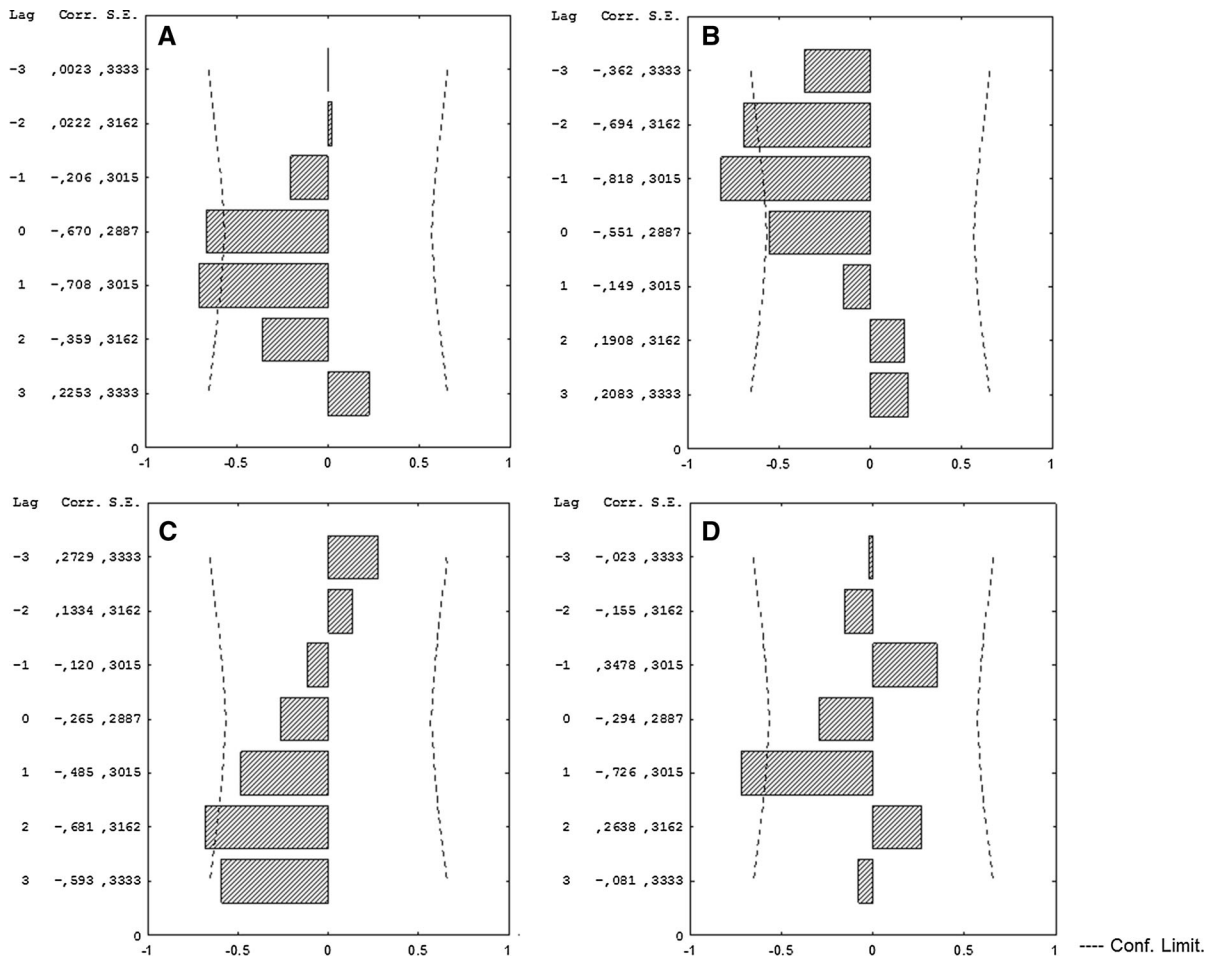 Lag Corr. S.E.
A
-3 ,0023 ,3333
-2 ,0222 ,3162
-1 -,206 ,3015
0 -,670 ,2887
1 -,708 ,3015
2 -,359 ,3162
3 ,2253 ,3333
0
-1 -0.5 0 0.5 1
Lag Corr. S.E.
B
-3 -,362 ,3333
-2 -,694 ,3162
-1 -,818 ,3015
0 -,551 ,2887
1 -,149 ,3015
2 ,1908 ,3162
3 ,2083 ,3333
0
-1 -0.5 0 0.5 1
Lag Corr. S.E.
C
-3 ,2729 ,3333
-2 ,1334 ,3162
-1 -,120 ,3015
0 -,265 ,2887
1 -,485 ,3015
2 -,681 ,3162
3 -,593 ,3333
0
-1 -0.5 0 0.5 1
Lag Corr. S.E.
D
-3 -,023 ,3333
-2 -,155 ,3162
-1 ,3478 ,3015
0 -,294 ,2887
1 -,726 ,3015
2 ,2638 ,3162
3 -,081 ,3333
0
-1 -0.5 0 0.5 1
---- Conf. Limit.